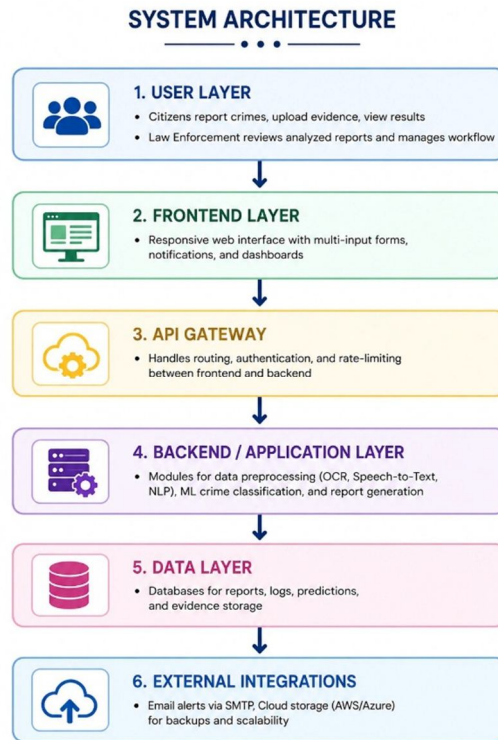 SYSTEM ARCHITECTURE
1. USER LAYER
• Citizens report crimes, upload evidence, view results
• Law Enforcement reviews analyzed reports and manages workflow
2. FRONTEND LAYER
• Responsive web interface with multi-input forms,
notifications, and dashboards
3. API GATEWAY
• Handles routing, authentication, and rate-limiting
between frontend and backend
4. BACKEND / APPLICATION LAYER
• Modules for data preprocessing (OCR, Speech-to-Text,
NLP), ML crime classification, and report generation
5. DATA LAYER
• Databases for reports, logs, predictions,
and evidence storage
6. EXTERNAL INTEGRATIONS
• Email alerts via SMTP, Cloud storage (AWS/Azure)
for backups and scalability